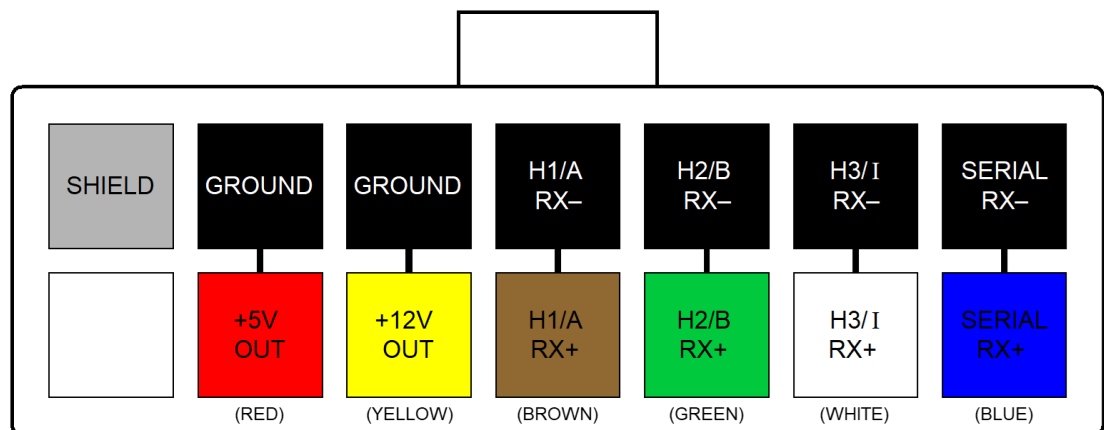 SHIELD
GROUND
GROUND
H1/A
RX–
H2/B
RX–
H3/I
RX–
SERIAL
RX–
+5V
OUT
+12V
OUT
H1/A
RX+
H2/B
RX+
H3/I
RX+
SERIAL
RX+
(RED)
(YELLOW)
(BROWN)
(GREEN)
(WHITE)
(BLUE)